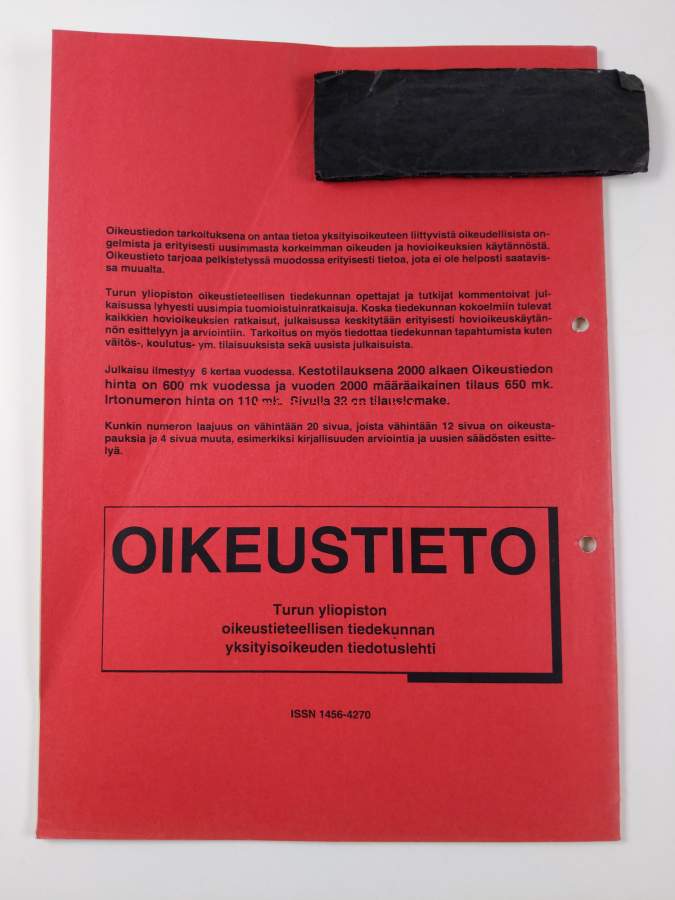 Oikeustiedon tarkoituksena on antaa tietoa yksityisoikeuteen liittyvistä oikeudellisista on-
gelmista ja erityisesti uusimmasta korkeimman oikeuden ja hovioikeuksien käytännöstä.
Oikeustieto tarjoaa pelkistetyssä muodossa erityisesti tietoa, jota ei ole helposti saatavis-
sa muualta.
Turun yliopiston oikeustieteellisen tiedekunnan opettajat ja tutkijat kommentoivat jul-
kaisussa lyhyesti uusimpia tuomioistuinratkaisuja. Koska tiedekunnan kokoelmiin tulevat
kaikkien hovioikeuksien ratkaisut, julkaisussa keskitytään erityisesti hovioikeuskäytän-
nön esittelyyn ja arviointiin. Tarkoitus on myös tiedottaa tiedekunnan tapahtumista kuten
väitös-, koulutus- ym. tilaisuuksista sekä uusista julkaisuista.
Julkaisu ilmestyy 6 kertaa vuodessa. Kestotilauksena 2000 alkaen Oikeustiedon
hinta on 600 mk vuodessa ja vuoden 2000 määräaikainen tilaus 650 mk.
Irtonumeron hinta on 110 mk. Sivulla 32 on tilauslomake.
Kunkin numeron laajuus on vähintään 20 sivua, joista vähintään 12 sivua on oikeusta-
pauksia ja 4 sivua muuta, esimerkiksi kirjallisuuden arviointia ja uusien säädösten esitte-
lyä.
OIKEUSTIETO
Turun yliopiston
oikeustieteellisen tiedekunnan
yksityisoikeuden tiedotuslehti
ISSN 1456-4270